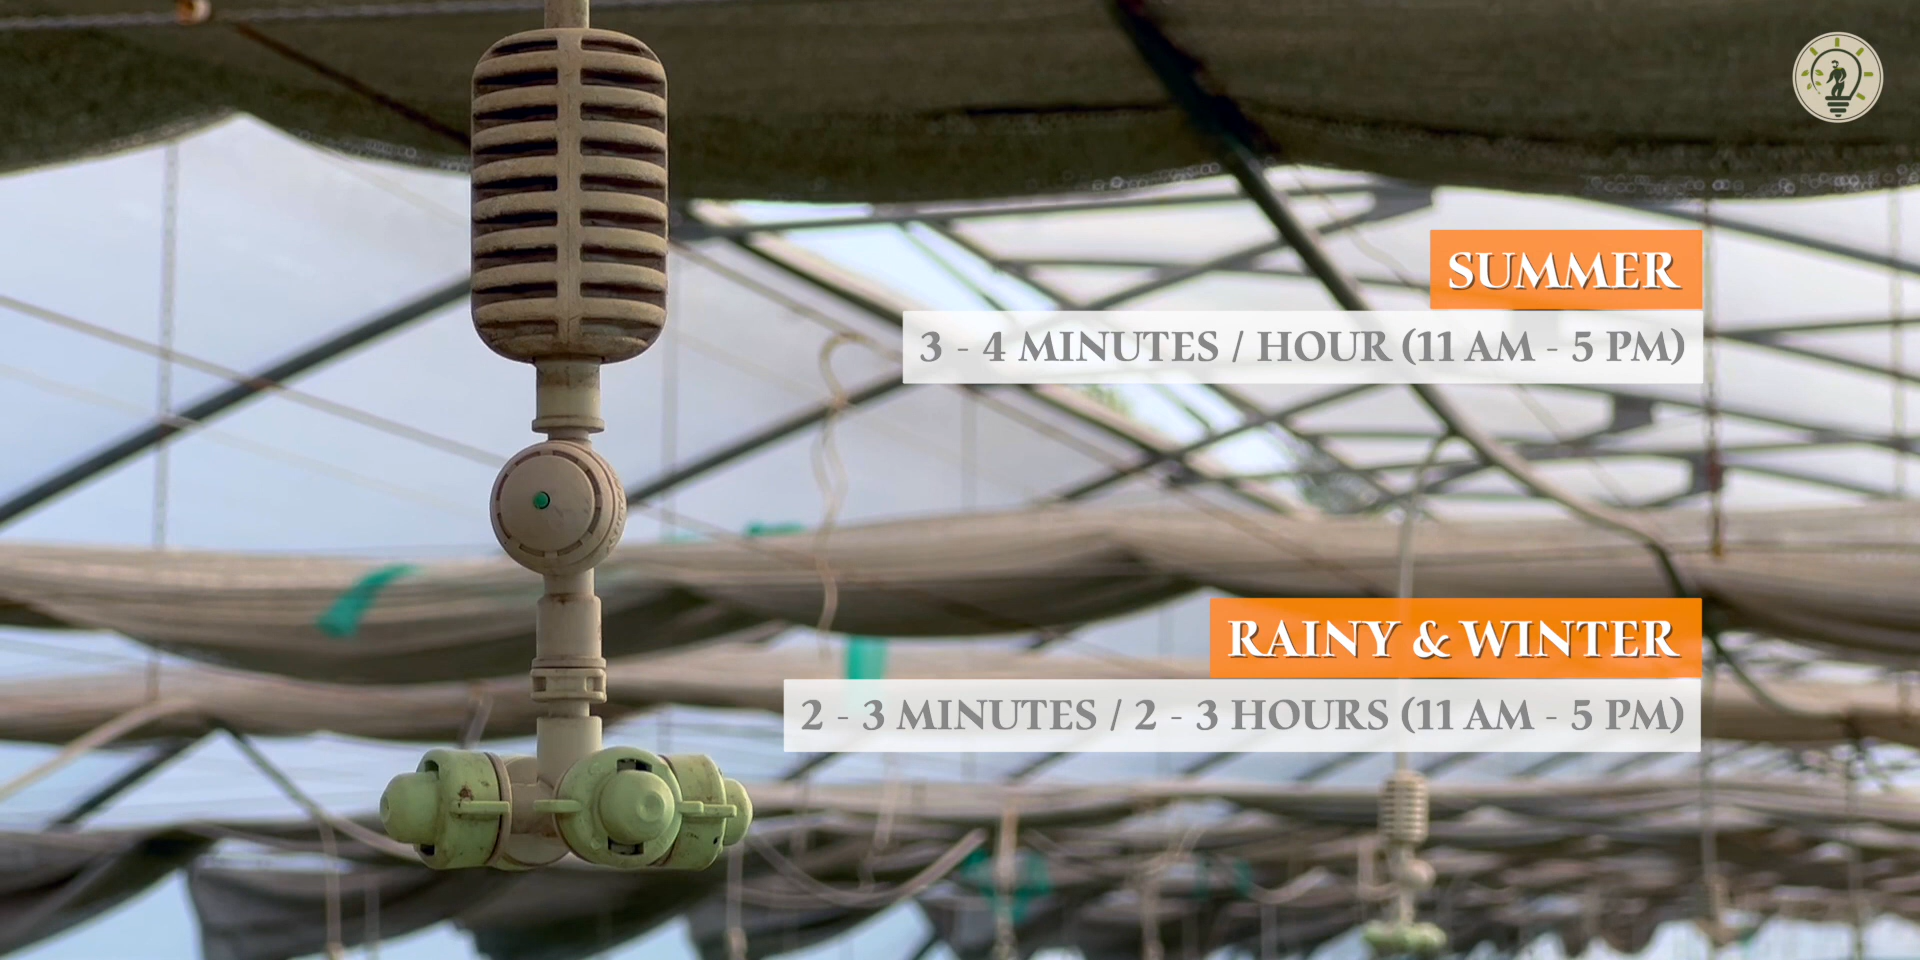 SUMMER
3 - 4 MINUTES / HOUR (11 AM - 5 PM)
RAINY & WINTER
2 - 3 MINUTES / 2 - 3 HOURS (11 AM - 5 PM)